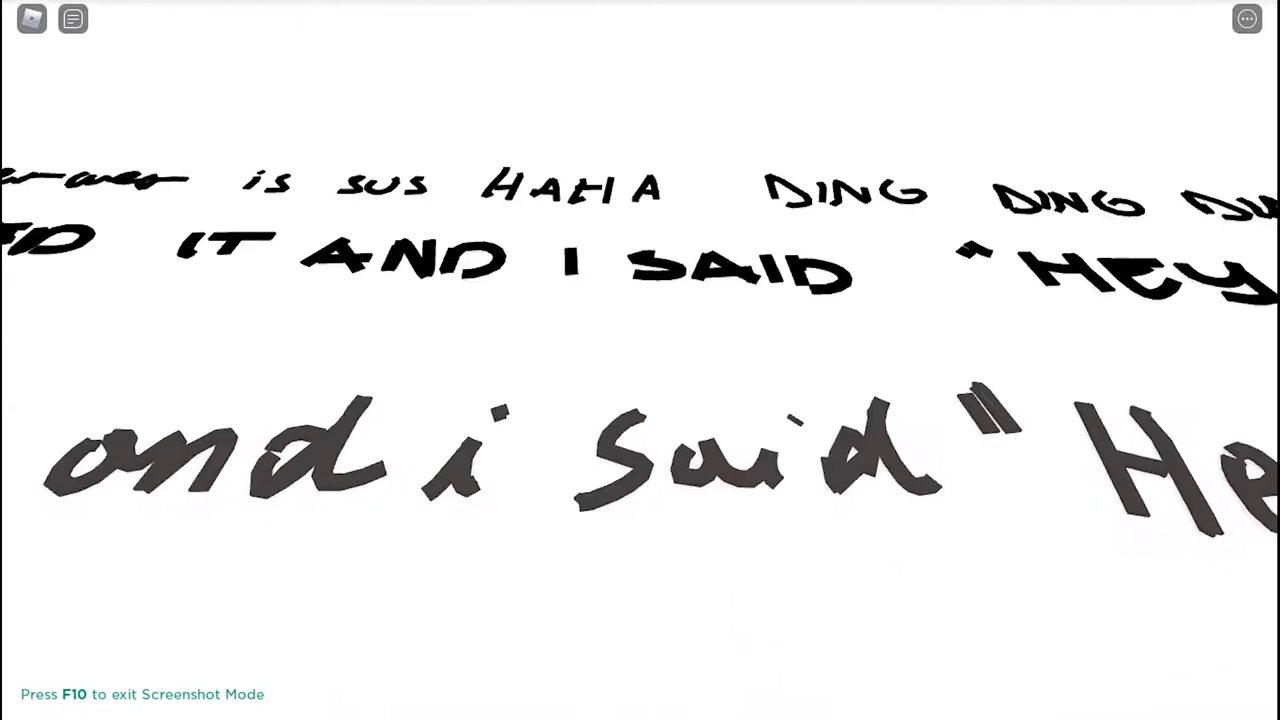 is sus HAHA DING DING
IT AND I SAID "HEY
and i said "He
Press F10 to exit Screenshot Mode